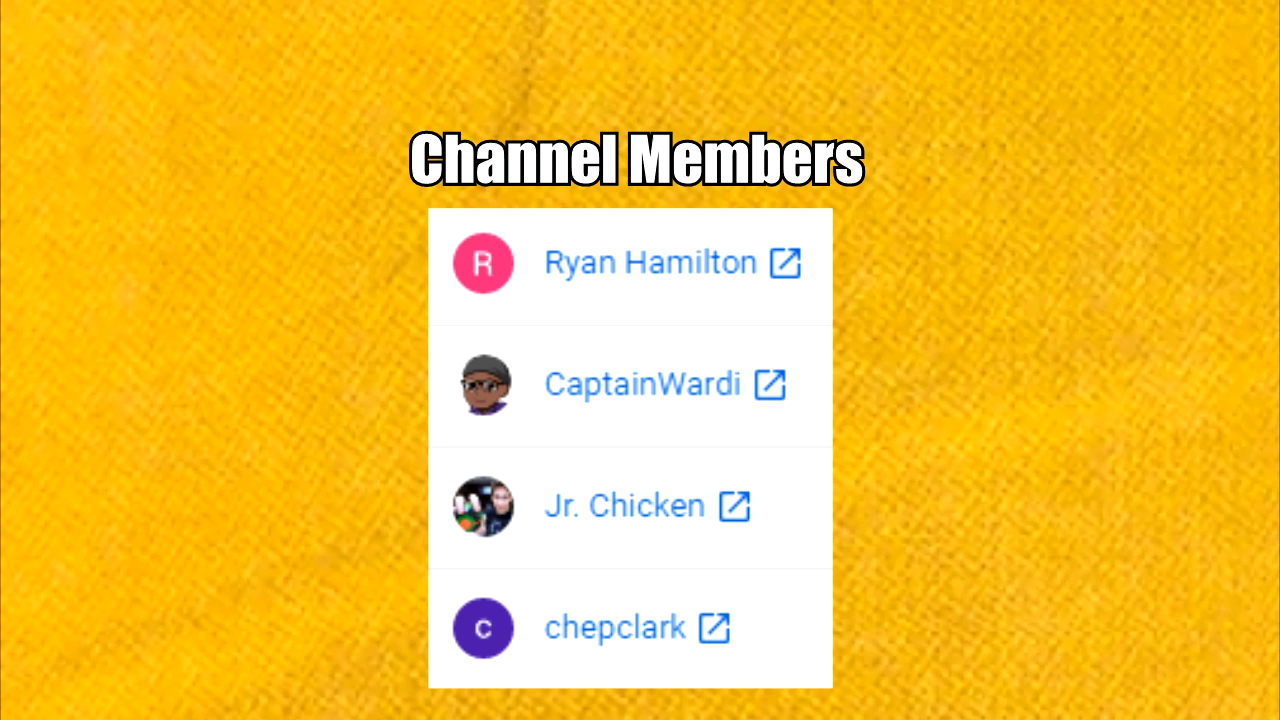 Channel Members
R Ryan Hamilton
CaptainWardi
Jr. Chicken
c chepclark